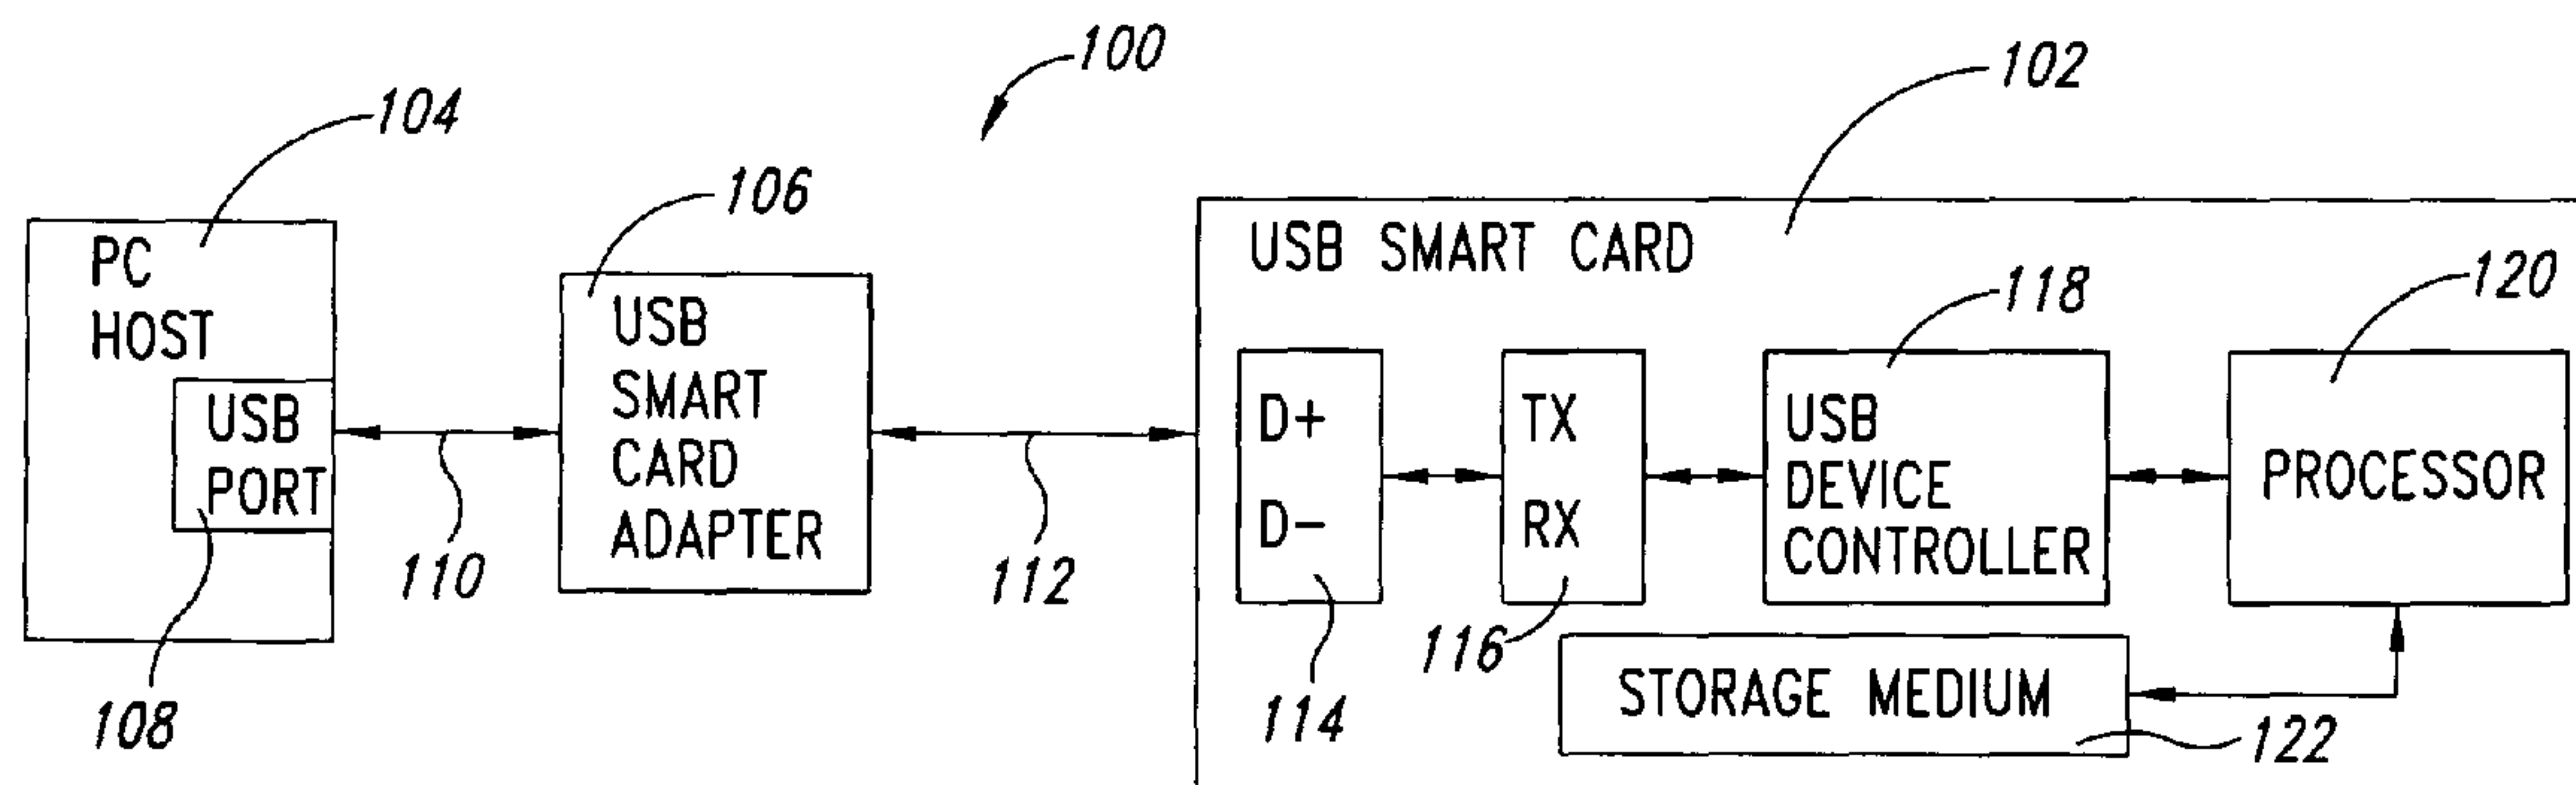 100
104
102
106
PC
HOST
USB
PORT
108
110
USB
SMART
CARD
ADAPTER
112
USB SMART CARD
118
120
D+
D-
114
TX
RX
116
USB
DEVICE
CONTROLLER
PROCESSOR
STORAGE MEDIUM
122